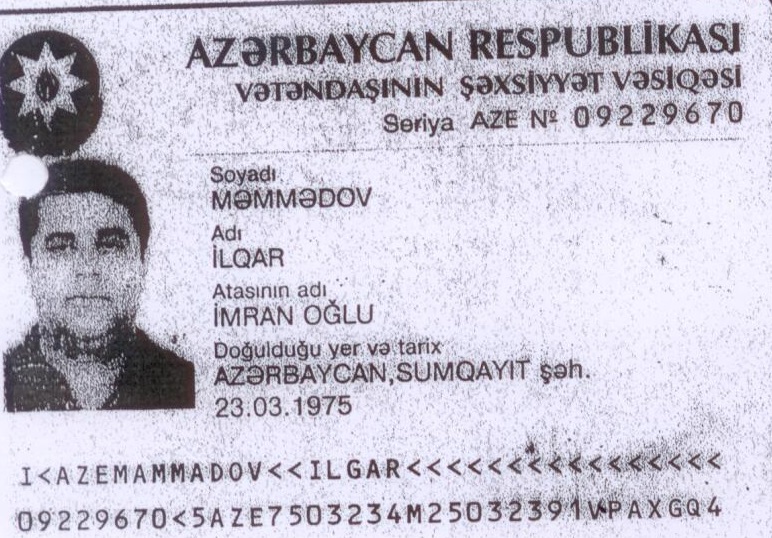 AZƏRBAYCAN RESPUBLİKASI
VƏTƏNDAŞININ ŞƏXSİYYƏT VƏSİQƏSİ
Seriya AZE № 09229670
Soyadı
MƏMMƏDOV
Adı
İLQAR
Atasının adı
İMRAN OĞLU
Doğulduğu yer və tarix
AZƏRBAYCAN,SUMQAYIT şəh.
23.03.1975
I<AZEMAMMADOV<<ILGAR<<<<<<<<<<<<<<<<<
09229670<5AZE7503234M25032391VPAXGQ4